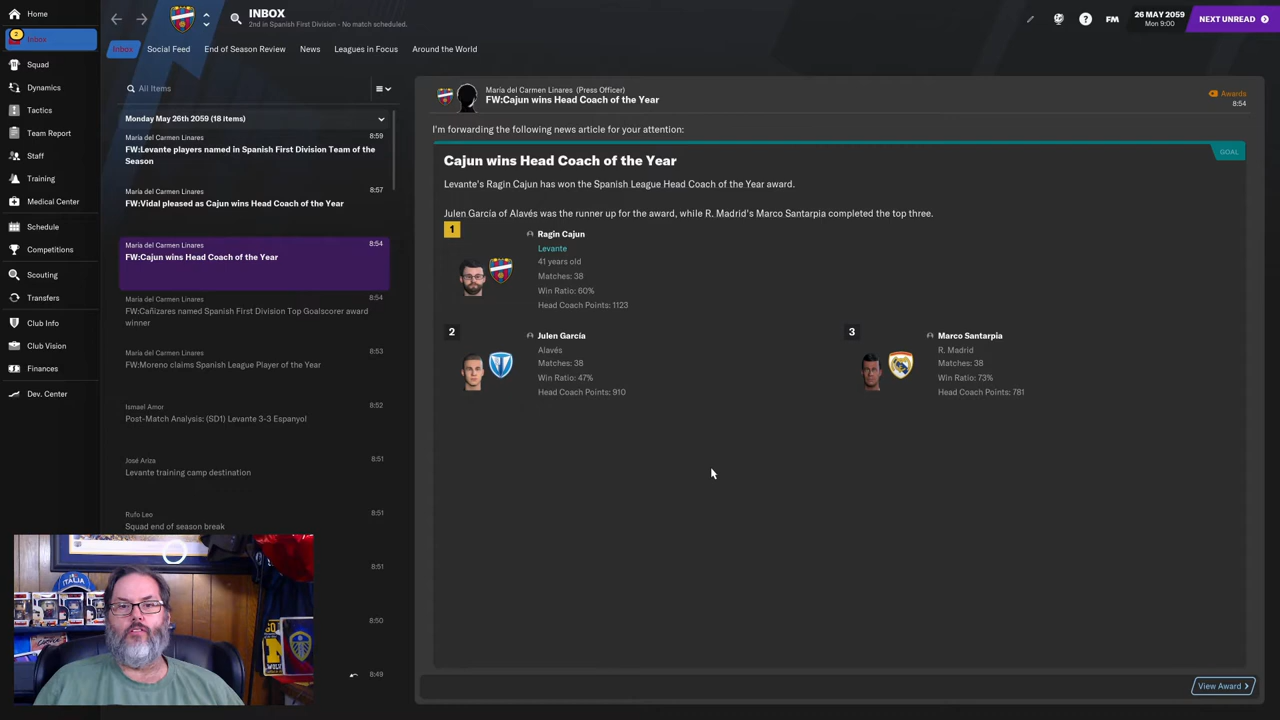 Home
INBOX
2nd in Spanish First Division - No match scheduled.
FM
26 MAY 2059
Mon 9:00
NEXT UNREAD
2
Inbox
Squad
Dynamics
Tactics
Team Report
Staff
Training
Medical Center
Schedule
Competitions
Scouting
Transfers
Club Info
Club Vision
Finances
Dev. Center
Inbox
Social Feed
End of Season Review
News
Leagues in Focus
Around the World
All Items
Monday May 26th 2059 (18 Items)
María del Carmen Linares
8:59
FW:Levante players named in Spanish First Division Team of the
Season
María del Carmen Linares
8:57
FW:Vidal pleased as Cajun wins Head Coach of the Year
María del Carmen Linares
8:54
FW:Cajun wins Head Coach of the Year
María del Carmen Linares
8:54
FW:Cañizares named Spanish First Division Top Goalscorer award
winner
María del Carmen Linares
8:53
FW:Moreno claims Spanish League Player of the Year
Ismael Amor
8:52
Post-Match Analysis: (SD1) Levante 3-3 Espanyol
José Ariza
8:51
Levante training camp destination
Rufo Leo
8:51
Squad end of season break
8:51
8:50
8:49
María del Carmen Linares (Press Officer)
FW:Cajun wins Head Coach of the Year
Awards
8:54
I'm forwarding the following news article for your attention:
GOAL
Cajun wins Head Coach of the Year
Levante's Ragin Cajun has won the Spanish League Head Coach of the Year award.
Julen García of Alavés was the runner up for the award, while R. Madrid's Marco Santarpia completed the top three.
1
Ragin Cajun
Levante
41 years old
Matches: 38
Win Ratio: 60%
Head Coach Points: 1123
2
Julen García
Alavés
Matches: 38
Win Ratio: 47%
Head Coach Points: 910
3
Marco Santarpia
R. Madrid
Matches: 38
Win Ratio: 73%
Head Coach Points: 781
View Award
ITALIA